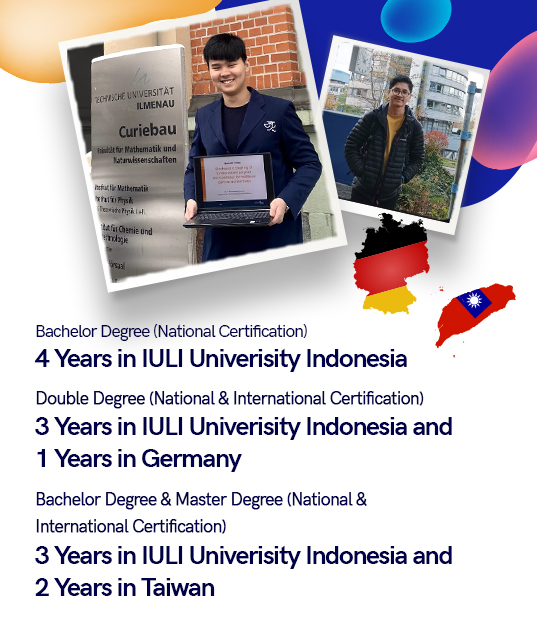 TECHNISCHE UNIVERSITÄT
ILMENAU
Curiebau
Fakultät für Mathematik und
Naturwissenschaften
Institut für Mathematik
Institut für Physik
Institut für Chemie und
Bachelor Degree (National Certification)
4 Years in IULI Univerisity Indonesia
Double Degree (National & International Certification)
3 Years in IULI Univerisity Indonesia and
1 Years in Germany
Bachelor Degree & Master Degree (National &
International Certification)
3 Years in IULI Univerisity Indonesia and
2 Years in Taiwan